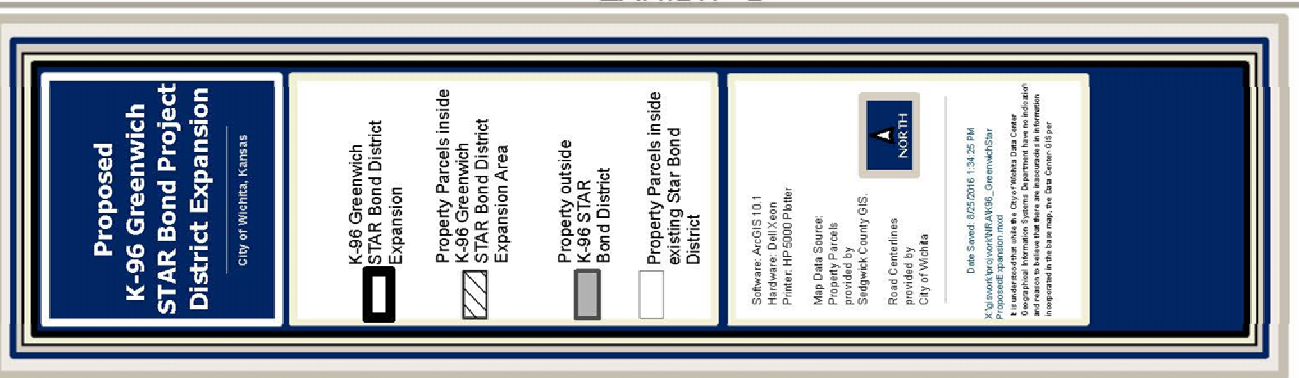 Proposed
K-96 Greenwich
STAR Bond Project
District Expansion
City of Wichita, Kansas
K-96 Greenwich
STAR Bond District
Expansion
Property Parcels inside
K-96 Greenwich
STAR Bond District
Expansion Area
Property outside
K-96 STAR
Bond District
Property Parcels inside
existing Star Bond
District
Software: ArcGIS 10.1
Hardware: Dell Xeon
Printer: HP 5000 Plotter
Map Data Source:
Property Parcels
provided by
Sedgwick County GIS.
Road Centerlines
provided by
City of Wichita
NORTH
Date Saved: 8/25/2016 1:34:25 PM
X:\giswork\projwork\NRA\K96_GreenwichStar
ProposedExpansion.mxd
It is understood that while the City of Wichita Data Center
Geographical Information Systems Department have no indication
and reason to believe that there are inaccuracies in information
incorporated in the base map, the Data Center-GIS per